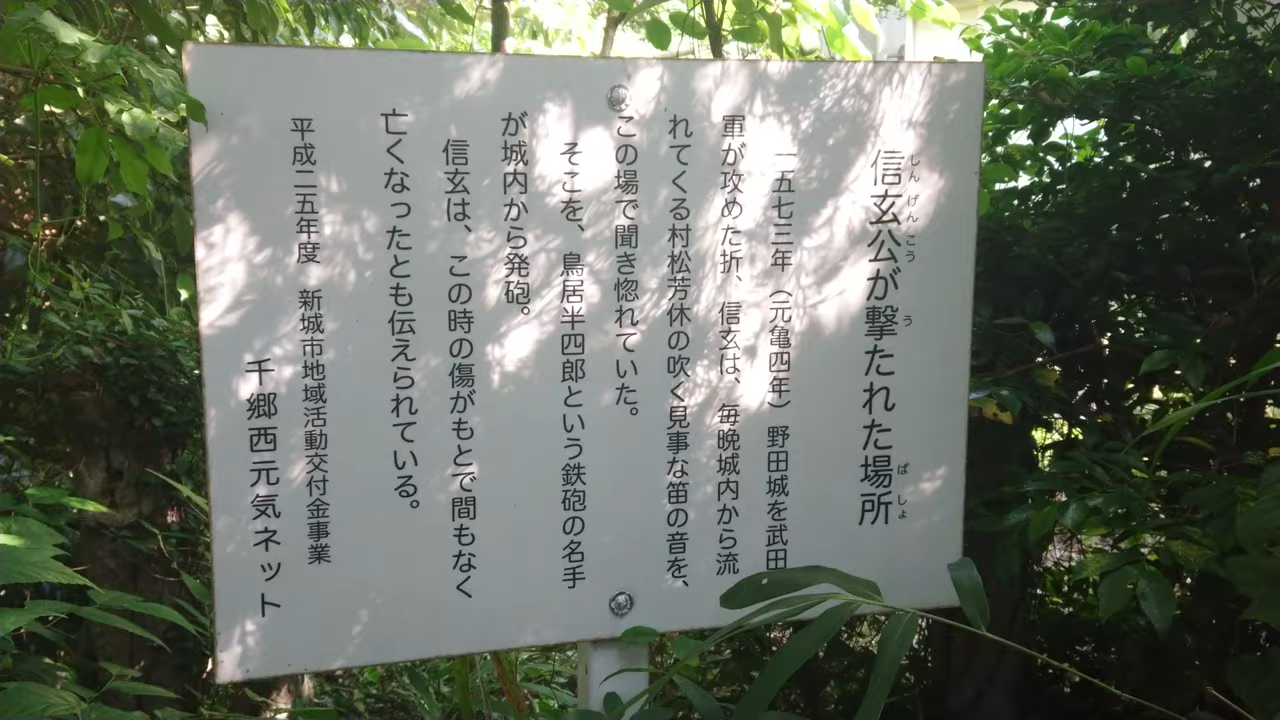 信玄公が撃たれた場所
一五七三年（元亀四年）野田城を武田
軍が攻めた折、信玄は、毎晩城内から流
れてくる村松芳休の吹く見事な笛の音を、
この場で聞き惚れていた。
そこを、鳥居半四郎という鉄砲の名手
が城内から発砲。
信玄は、この時の傷がもとで間もなく
亡くなったとも伝えられている。
平成二五年度　新城市地域活動交付金事業
千郷西元気ネット